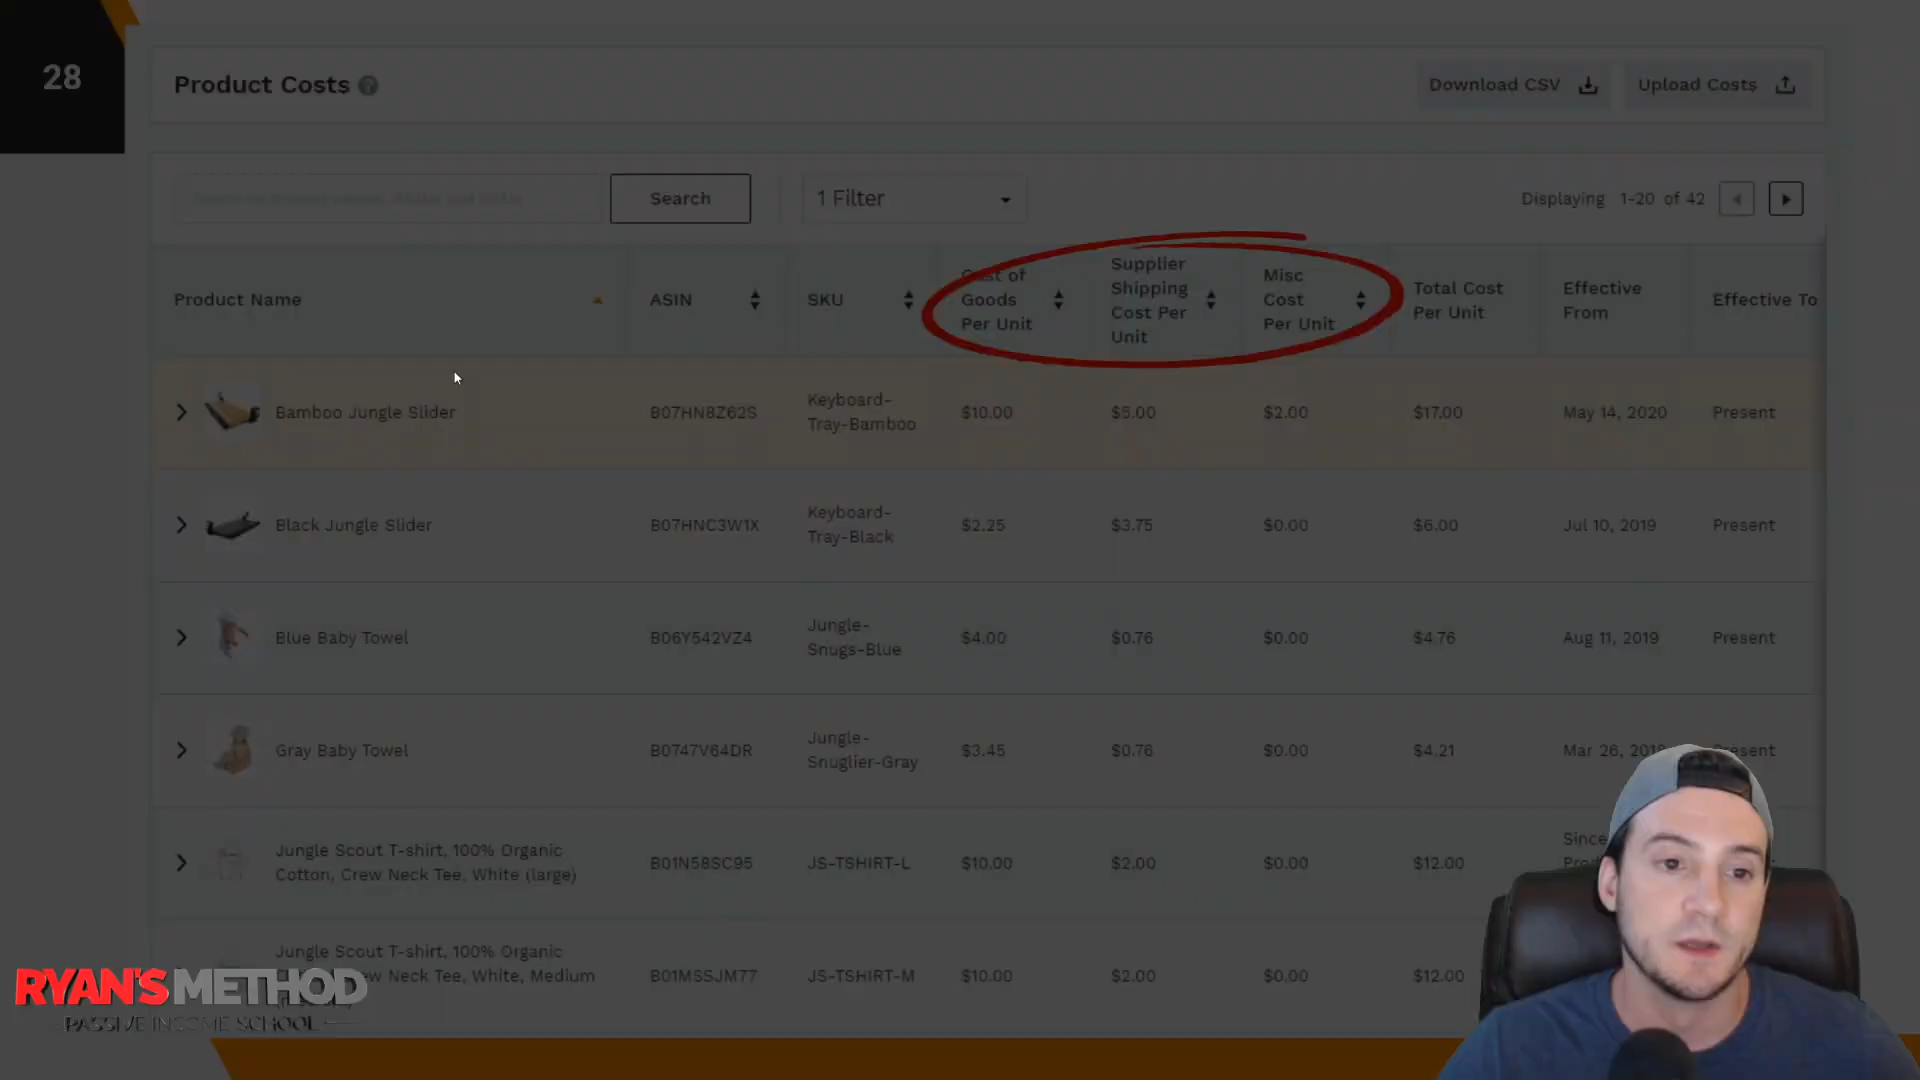 28
Product Costs ?
Download CSV
Upload Costs
Search
1 Filter
Displaying 1-20 of 42
Product Name
ASIN
SKU
Cost of
Goods
Per Unit
Supplier
Shipping
Cost Per
Unit
Misc
Cost
Per Unit
Total Cost
Per Unit
Effective
From
Effective To
Bamboo Jungle Slider
B07HN8Z62S
Keyboard-
Tray-Bamboo
$10.00
$5.00
$2.00
$17.00
May 14, 2020
Present
Black Jungle Slider
B07HNC3W1X
Keyboard-
Tray-Black
$2.25
$3.75
$0.00
$6.00
Jul 10, 2019
Present
Blue Baby Towel
B06Y542VZ4
Jungle-
Snugs-Blue
$4.00
$0.76
$0.00
$4.76
Aug 11, 2019
Present
Gray Baby Towel
B0747V64DR
Jungle-
Snuglier-Gray
$3.45
$0.76
$0.00
$4.21
Mar 26, 2019
Present
Jungle Scout T-shirt, 100% Organic
Cotton, Crew Neck Tee, White (large)
B01N58SC95
JS-TSHIRT-L
$10.00
$2.00
$0.00
$12.00
Since
Jungle Scout T-shirt, 100% Organic
Crew Neck Tee, White, Medium
B01MSSJM77
JS-TSHIRT-M
$10.00
$2.00
$0.00
$12.00
RYAN'S METHOD
PASSIVE INCOME SCHOOL